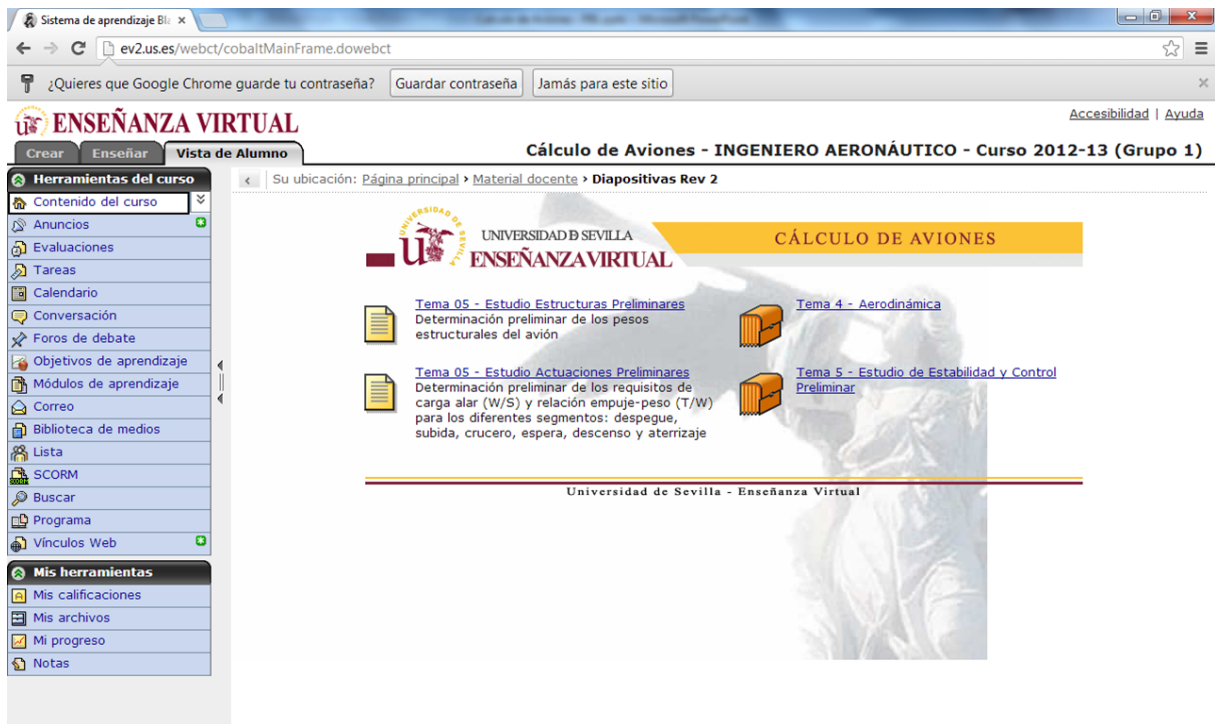 Sistema de aprendizaje Bla
ev2.us.es/webct/cobaltMainFrame.dowebct
¿Quieres que Google Chrome guarde tu contraseña? Guardar contraseña Jamás para este sitio
Accesibilidad | Ayuda
ENSEÑANZA VIRTUAL
Crear Enseñar Vista de Alumno
Cálculo de Aviones - INGENIERO AERONÁUTICO - Curso 2012-13 (Grupo 1)
Su ubicación: Página principal › Material docente › Diapositivas Rev 2
Herramientas del curso
Contenido del curso
Anuncios
Evaluaciones
Tareas
Calendario
Conversación
Foros de debate
Objetivos de aprendizaje
Módulos de aprendizaje
Correo
Biblioteca de medios
Lista
SCORM
Buscar
Programa
Vínculos Web
Mis herramientas
Mis calificaciones
Mis archivos
Mi progreso
Notas
UNIVERSIDAD DE SEVILLA
ENSEÑANZA VIRTUAL
CÁLCULO DE AVIONES
Tema 05 - Estudio Estructuras Preliminares
Determinación preliminar de los pesos
estructurales del avión
Tema 4 - Aerodinámica
Tema 05 - Estudio Actuaciones Preliminares
Determinación preliminar de los requisitos de
carga alar (W/S) y relación empuje-peso (T/W)
para los diferentes segmentos: despegue,
subida, crucero, espera, descenso y aterrizaje
Tema 5 - Estudio de Estabilidad y Control
Preliminar
Universidad de Sevilla - Enseñanza Virtual